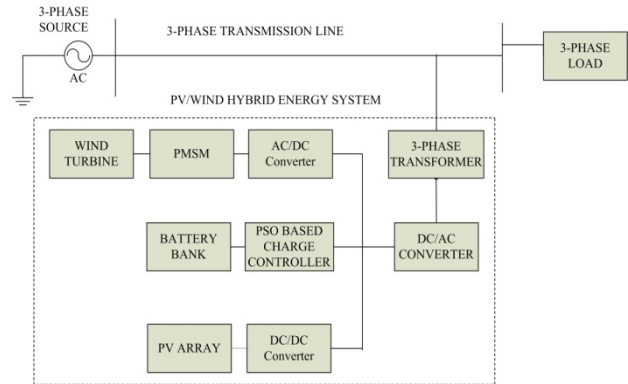 3-PHASE
SOURCE
AC
3-PHASE TRANSMISSION LINE
3-PHASE
LOAD
PV/WIND HYBRID ENERGY SYSTEM
WIND
TURBINE
PMSM
AC/DC
Converter
3-PHASE
TRANSFORMER
BATTERY
BANK
PSO BASED
CHARGE
CONTROLLER
DC/AC
CONVERTER
PV ARRAY
DC/DC
Converter